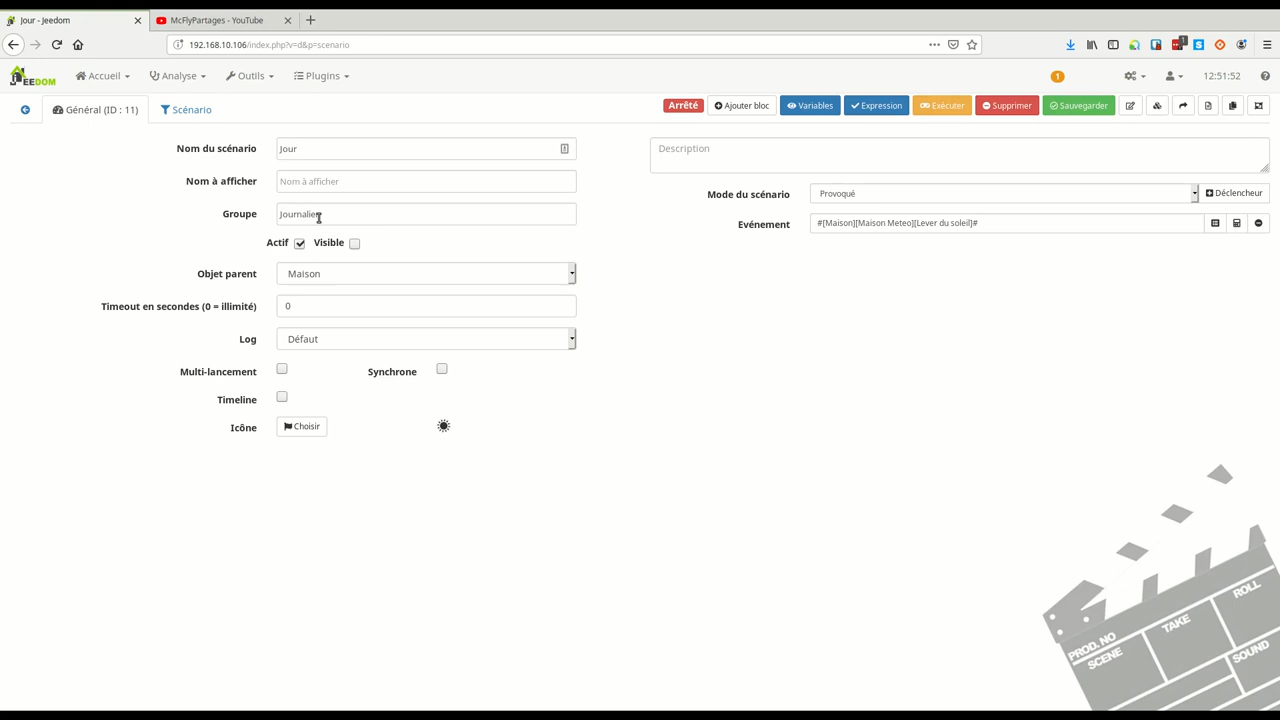 Jour - Jeedom
McFlyPartages - YouTube
192.168.10.106/index.php?v=d&p=scenario
JEEDOM
Accueil
Analyse
Outils
Plugins
1
12:51:52
Général (ID : 11)
Scénario
Arrêté
Ajouter bloc
Variables
Expression
Exécuter
Supprimer
Sauvegarder
Nom du scénario
Jour
Description
Nom à afficher
Nom à afficher
Mode du scénario
Provoqué
Déclencheur
Groupe
Journalier
Evénement
#[Maison][Maison Meteo][Lever du soleil]#
Actif
Visible
Objet parent
Maison
Timeout en secondes (0 = illimité)
0
Log
Défaut
Multi-lancement
Synchrone
Timeline
Icône
Choisir
PROD.NO
SCENE
TAKE
ROLL
SOUND